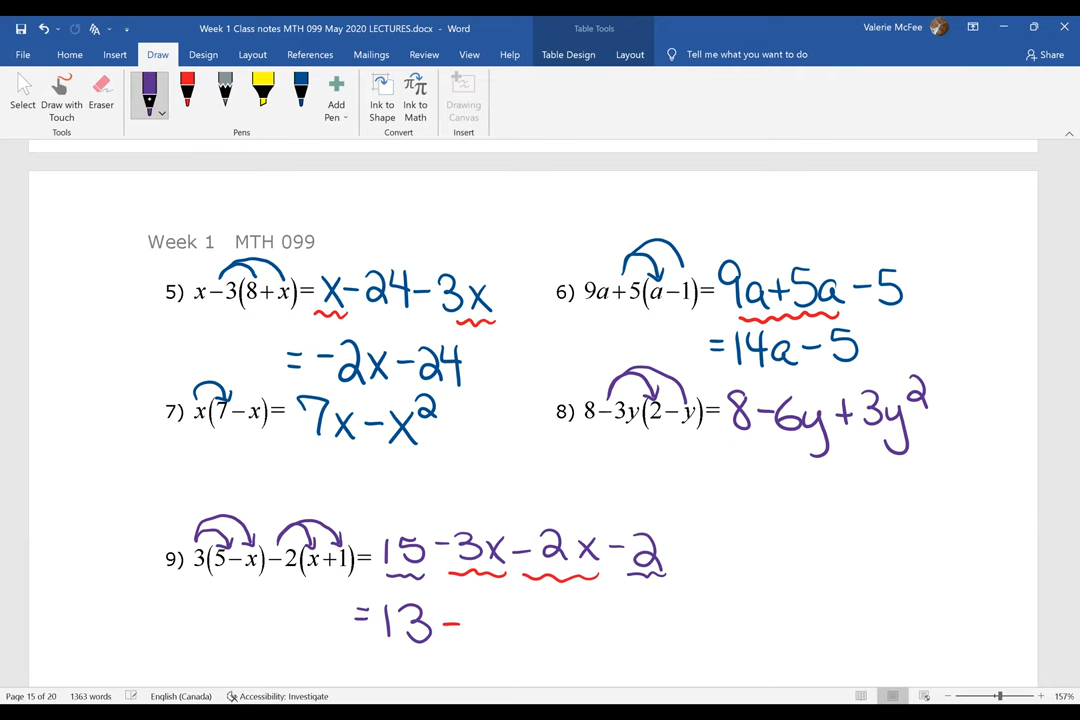 Week 1 Class notes MTH 099 May 2020 LECTURES.docx - Word
Table Tools
Valerie McFee
File Home Insert Draw Design Layout References Mailings Review View Help Table Design Layout Tell me what you want to do Share
Select Draw with Touch Eraser Add Pen Ink to Shape Ink to Math Drawing Canvas
Tools Pens Convert Insert
Week 1 MTH 099
5) x−3(8+x)= x−24−3x
= −2x−24
6) 9a+5(a−1)= 9a+5a−5
= 14a−5
7) x(7−x)= 7x−x²
8) 8−3y(2−y)= 8−6y+3y²
9) 3(5−x)−2(x+1)= 15−3x−2x−2
= 13−
Page 15 of 20 1363 words English (Canada) Accessibility: Investigate 157%